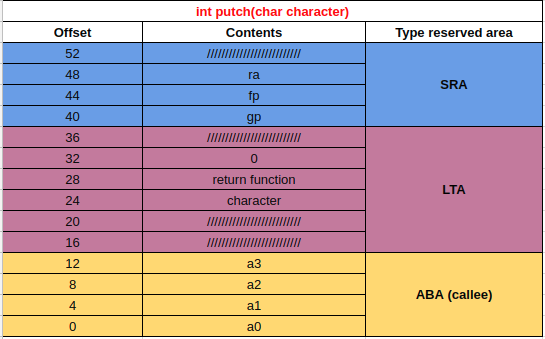 int putch(char character)
Offset Contents Type reserved area
52 //////////////////////////
48 ra
44 fp
40 gp
SRA
36 //////////////////////////
32 0
28 return function
24 character
20 //////////////////////////
16 //////////////////////////
LTA
12 a3
8 a2
4 a1
0 a0
ABA (callee)